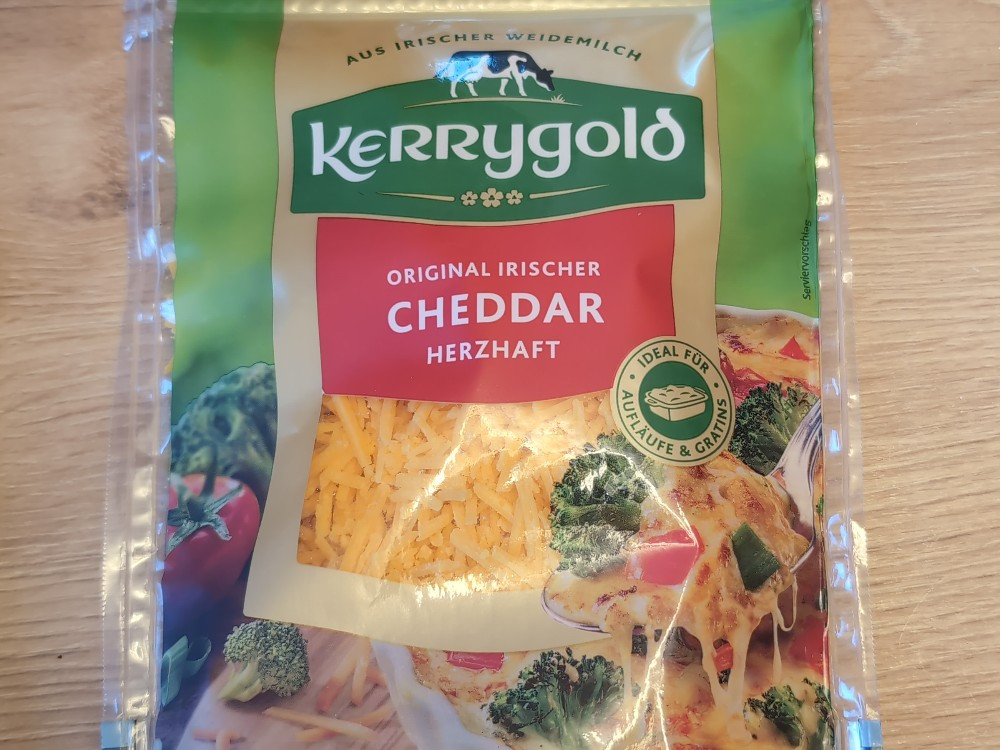 AUS IRISCHER WEIDEMILCH
Kerrygold
ORIGINAL IRISCHER
CHEDDAR
HERZHAFT
IDEAL FÜR
AUFLÄUFE & GRATINS
Serviervorschlag